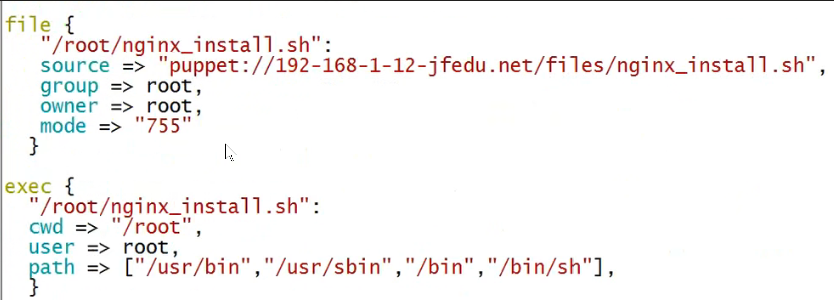 file {
"/root/nginx_install.sh":
source => "puppet://192-168-1-12-jfedu.net/files/nginx_install.sh",
group => root,
owner => root,
mode => "755"
}
exec {
"/root/nginx_install.sh":
cwd => "/root",
user => root,
path => ["/usr/bin","/usr/sbin","/bin","/bin/sh"],
}